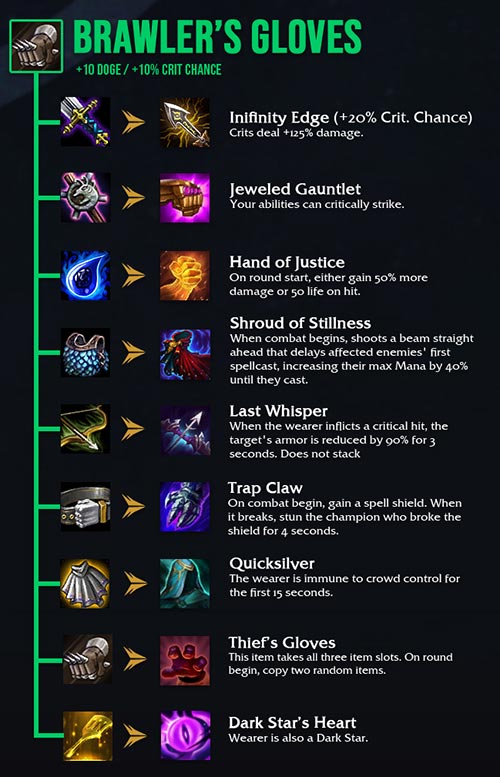 BRAWLER'S GLOVES
+10 DOGE / +10% CRIT CHANCE
Inifinity Edge (+20% Crit. Chance)
Crits deal +125% damage.
Jeweled Gauntlet
Your abilities can critically strike.
Hand of Justice
On round start, either gain 50% more
damage or 50 life on hit.
Shroud of Stillness
When combat begins, shoots a beam straight
ahead that delays affected enemies' first
spellcast, increasing their max Mana by 40%
until they cast.
Last Whisper
When the wearer inflicts a critical hit, the
target's armor is reduced by 90% for 3
seconds. Does not stack
Trap Claw
On combat begin, gain a spell shield. When
it breaks, stun the champion who broke the
shield for 4 seconds.
Quicksilver
The wearer is immune to crowd control for
the first 15 seconds.
Thief's Gloves
This item takes all three item slots. On round
begin, copy two random items.
Dark Star's Heart
Wearer is also a Dark Star.